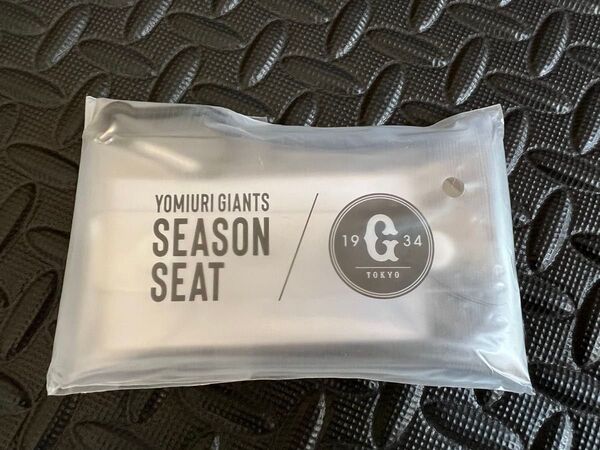 YOMIURI GIANTS
SEASON
SEAT
19 G 34
TOKYO